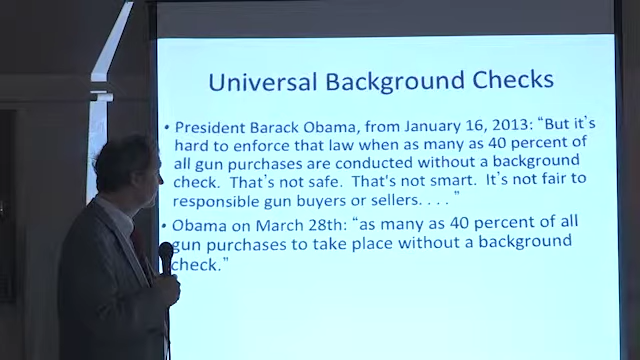 Universal Background Checks
• President Barack Obama, from January 16, 2013: “But it's
hard to enforce that law when as many as 40 percent of
all gun purchases are conducted without a background
check.  That's not safe.  That's not smart.  It's not fair to
responsible gun buyers or sellers. . . . ”
• Obama on March 28th: “as many as 40 percent of all
gun purchases to take place without a background
check.”